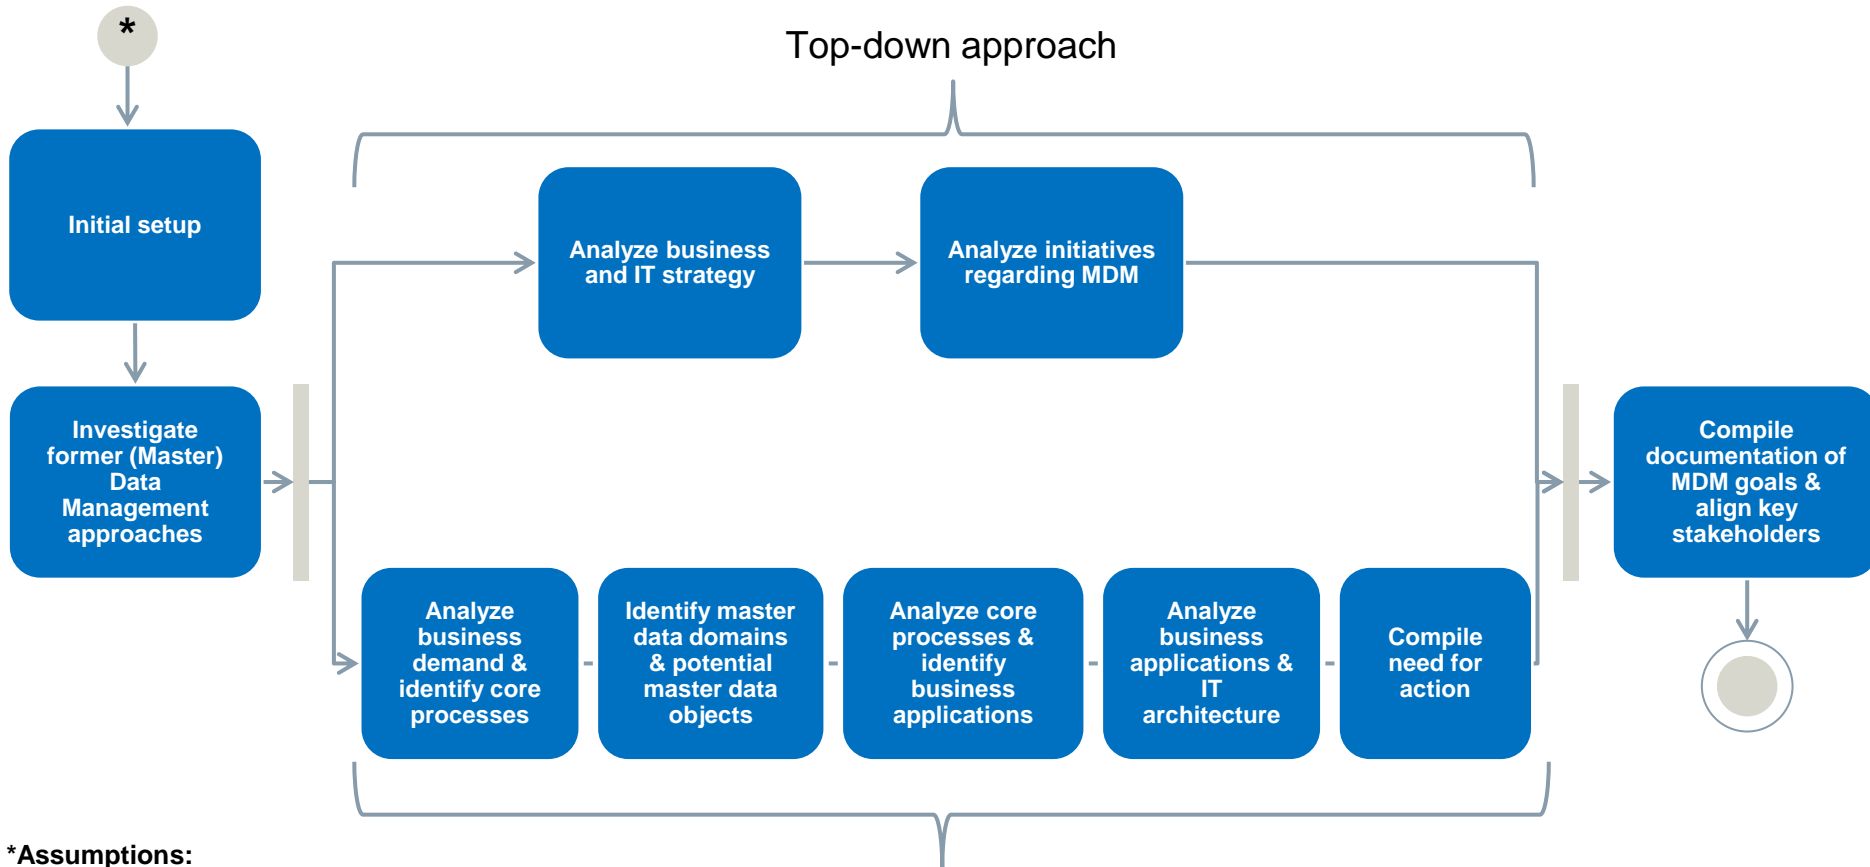 *
Top-down approach
Initial setup
Analyze business
and IT strategy
Analyze initiatives
regarding MDM
Investigate
former (Master)
Data
Management
approaches
Compile
documentation of
MDM goals &
align key
stakeholders
Analyze
business
demand &
identify core
processes
Identify master
data domains
& potential
master data
objects
Analyze core
processes &
identify
business
applications
Analyze
business
applications &
IT
architecture
Compile
need for
action
*Assumptions: